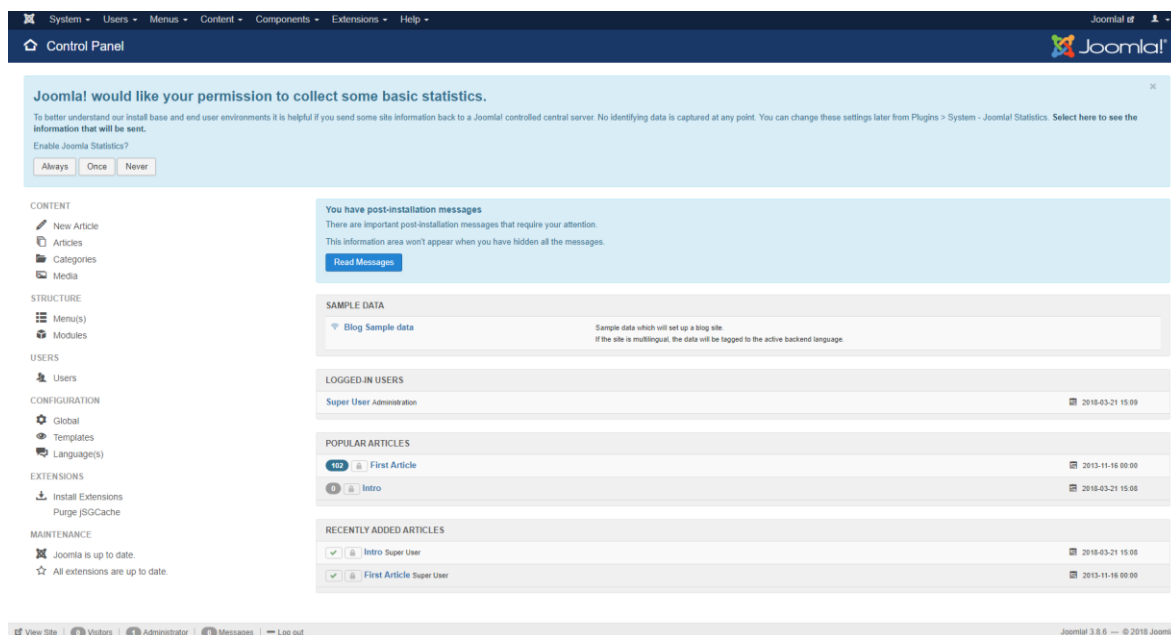 System Users Menus Content Components Extensions Help Joomla!
Control Panel Joomla!®
Joomla! would like your permission to collect some basic statistics.
×
To better understand our install base and end user environments it is helpful if you send some site information back to a Joomla! controlled central server. No identifying data is captured at any point. You can change these settings later from Plugins > System - Joomla! Statistics. Select here to see the
information that will be sent.
Enable Joomla Statistics?
Always Once Never
CONTENT
New Article
Articles
Categories
Media
STRUCTURE
Menu(s)
Modules
USERS
Users
CONFIGURATION
Global
Templates
Language(s)
EXTENSIONS
Install Extensions
Purge jSGCache
MAINTENANCE
Joomla is up to date.
All extensions are up to date.
You have post-installation messages
There are important post-installation messages that require your attention.
This information area won't appear when you have hidden all the messages.
Read Messages
SAMPLE DATA
Blog Sample data Sample data which will set up a blog site.
If the site is multilingual, the data will be tagged to the active backend language.
LOGGED-IN USERS
Super User Administration 2018-03-21 15:09
POPULAR ARTICLES
102 First Article 2013-11-16 00:00
0 Intro 2018-03-21 15:08
RECENTLY ADDED ARTICLES
Intro Super User 2018-03-21 15:08
First Article Super User 2013-11-16 00:00
View Site | 0 Visitors | 1 Administrator | 0 Messages | Log out Joomla! 3.8.6 — © 2018 Jooml